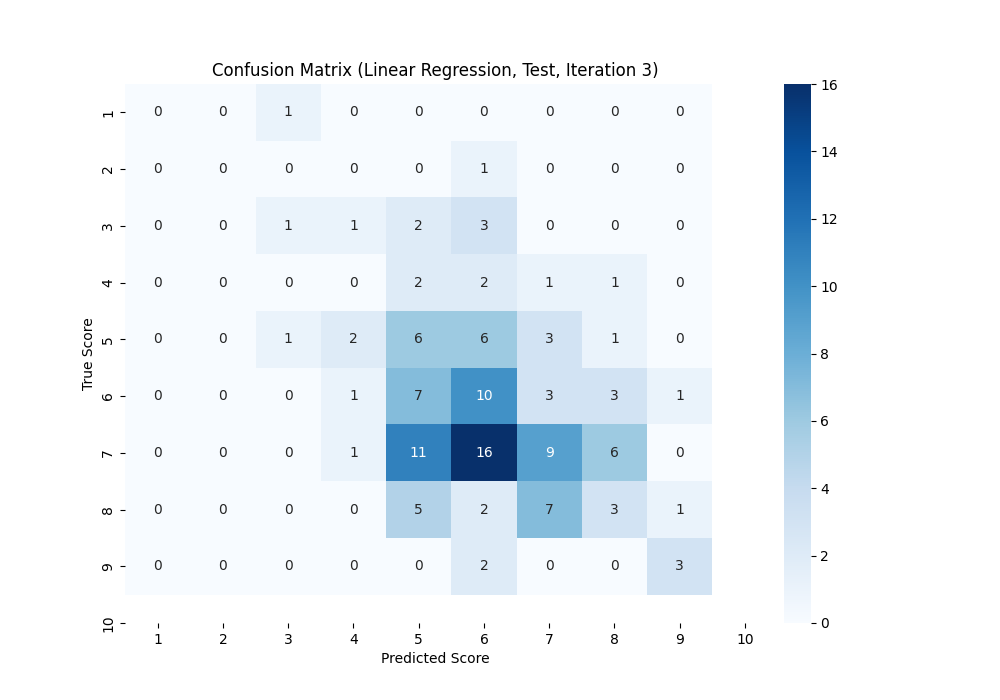 Confusion Matrix (Linear Regression, Test, Iteration 3)
1 0 0 1 0 0 0 0 0 0
2 0 0 0 0 0 1 0 0 0
3 0 0 1 1 2 3 0 0 0
4 0 0 0 0 2 2 1 1 0
5 0 0 1 2 6 6 3 1 0
6 0 0 0 1 7 10 3 3 1
7 0 0 0 1 11 16 9 6 0
8 0 0 0 0 5 2 7 3 1
9 0 0 0 0 0 2 0 0 3
10
1 2 3 4 5 6 7 8 9 10
Predicted Score
True Score
16
14
12
10
8
6
4
2
0